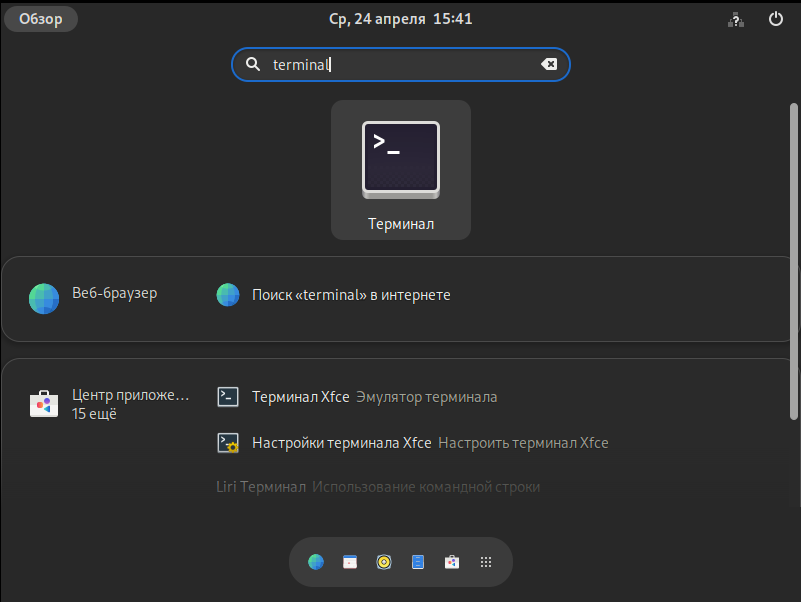 Обзор
Ср, 24 апреля 15:41
terminal
>_
Терминал
Веб-браузер
Поиск «terminal» в интернете
Центр приложе…
15 ещё
Терминал Xfce Эмулятор терминала
Настройки терминала Xfce Настроить терминал Xfce
Liri Терминал Использование командной строки